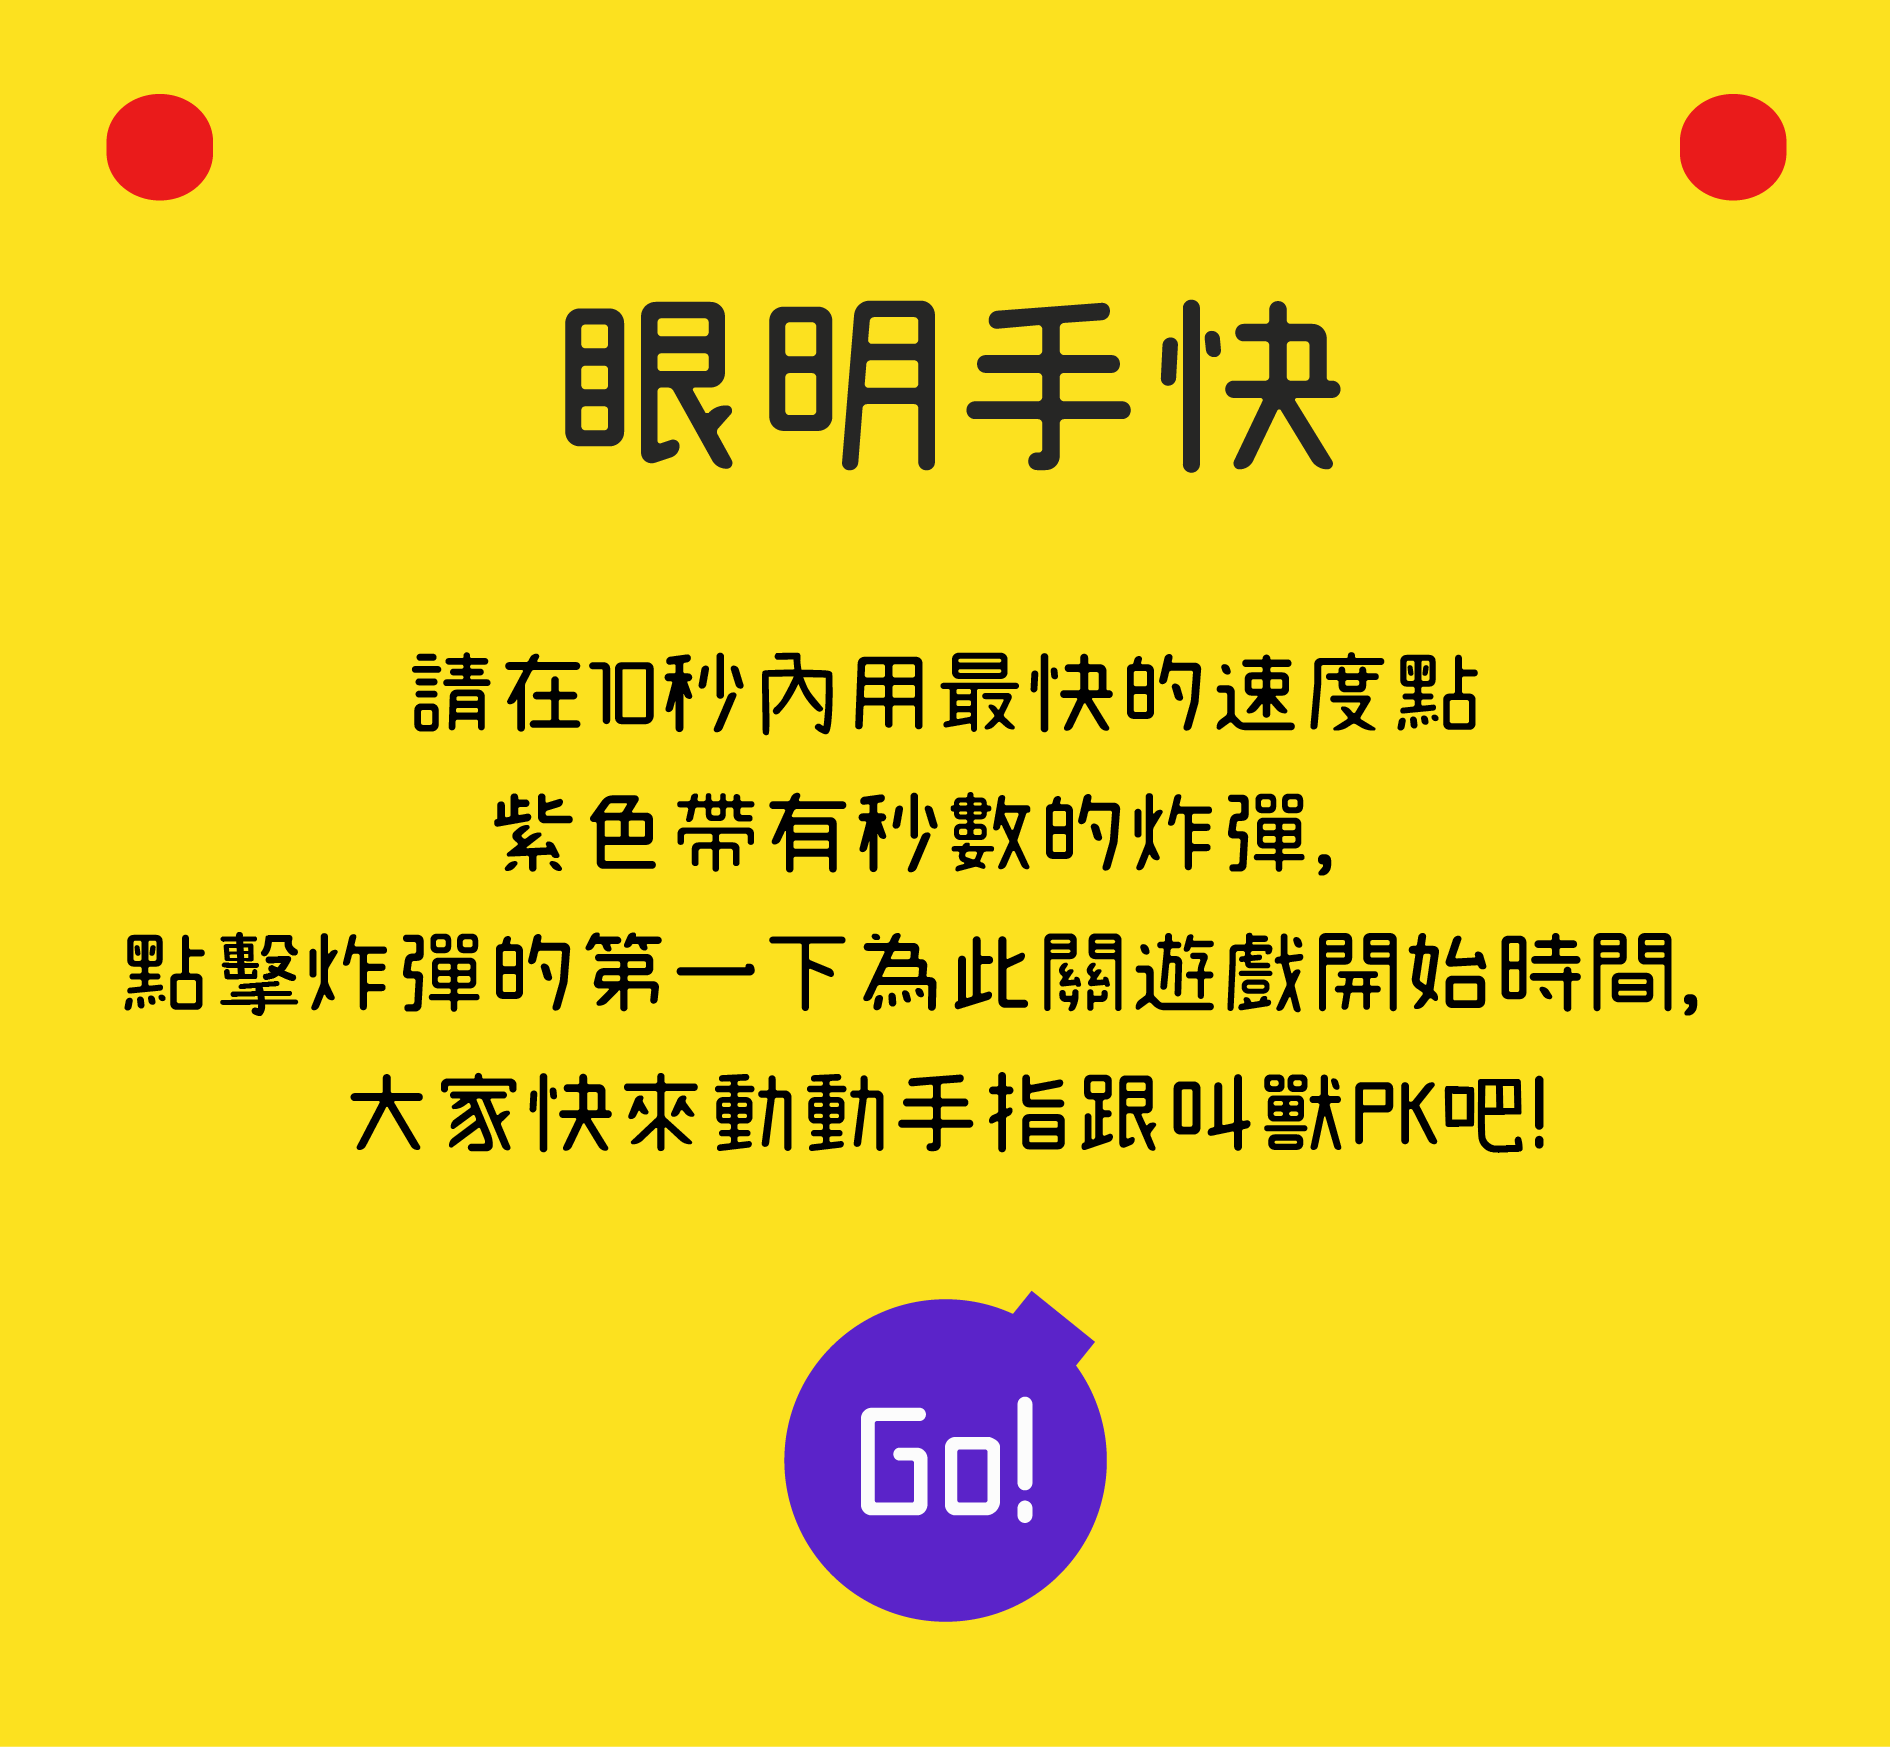 眼明手快
請在10秒內用最快的速度點
紫色帶有秒數的炸彈,
點擊炸彈的第一下為此關遊戲開始時間,
大家快來動動手指跟叫獸PK吧!
Go!